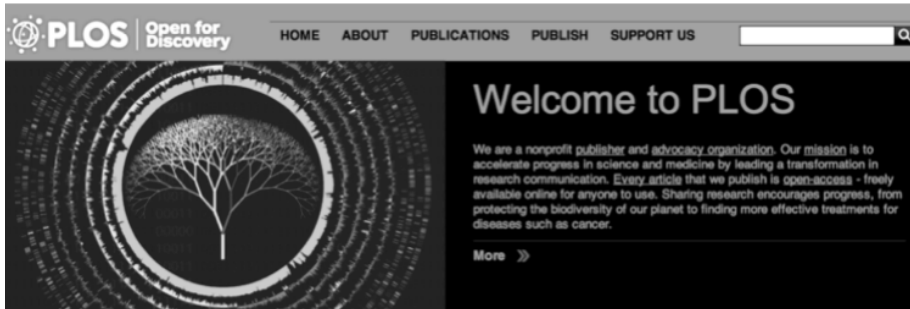 PLOS Open for Discovery
HOME ABOUT PUBLICATIONS PUBLISH SUPPORT US
Welcome to PLOS
We are a nonprofit publisher and advocacy organization. Our mission is to
accelerate progress in science and medicine by leading a transformation in
research communication. Every article that we publish is open-access - freely
available online for anyone to use. Sharing research encourages progress, from
protecting the biodiversity of our planet to finding more effective treatments for
diseases such as cancer.
More